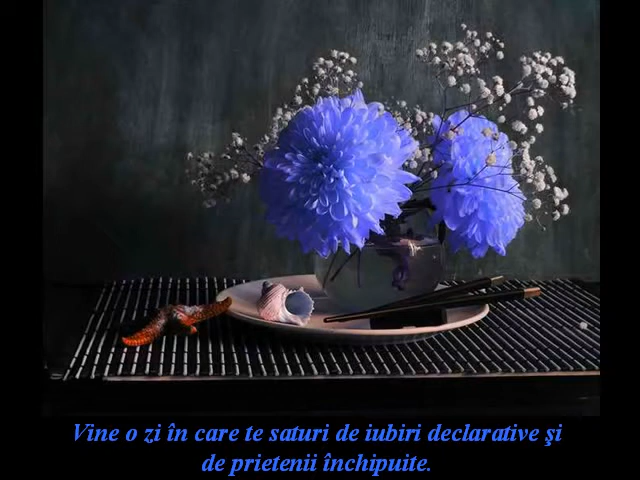 Vine o zi în care te saturi de iubiri declarative şi
de prietenii închipuite.